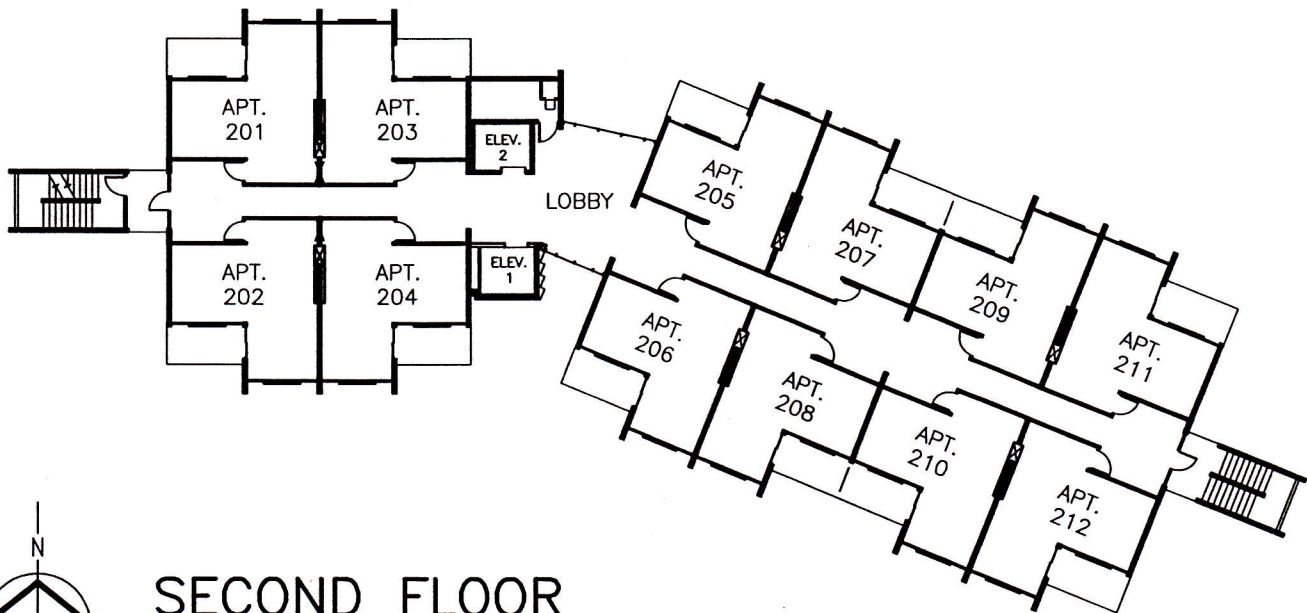 APT.
201
APT.
203
ELEV.
2
APT.
205
LOBBY
APT.
207
APT.
202
APT.
204
ELEV.
1
APT.
209
APT.
206
APT.
211
APT.
208
APT.
210
APT.
212
N
SECOND FLOOR